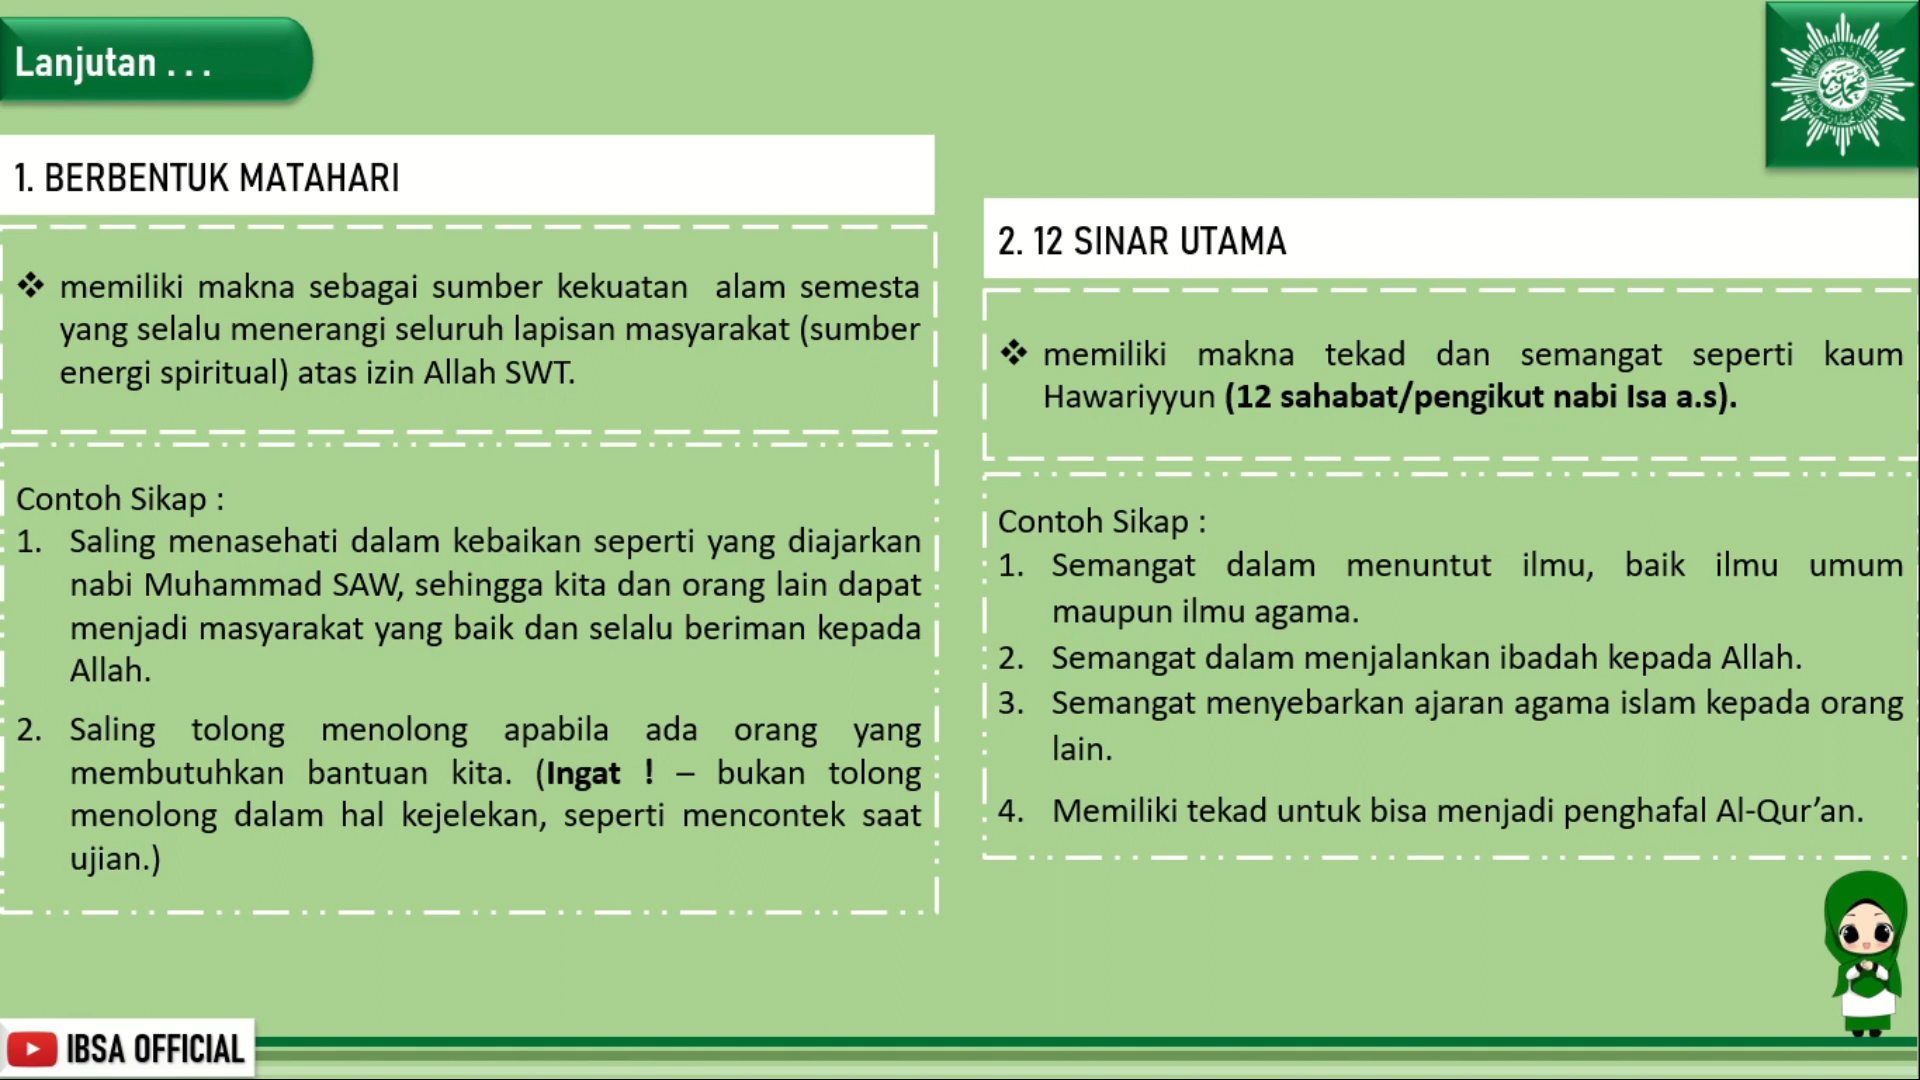 Lanjutan . . .
1. BERBENTUK MATAHARI
❖ memiliki makna sebagai sumber kekuatan alam semesta
yang selalu menerangi seluruh lapisan masyarakat (sumber
energi spiritual) atas izin Allah SWT.
Contoh Sikap :
1. Saling menasehati dalam kebaikan seperti yang diajarkan
nabi Muhammad SAW, sehingga kita dan orang lain dapat
menjadi masyarakat yang baik dan selalu beriman kepada
Allah.
2. Saling tolong menolong apabila ada orang yang
membutuhkan bantuan kita. (Ingat ! – bukan tolong
menolong dalam hal kejelekan, seperti mencontek saat
ujian.)
2. 12 SINAR UTAMA
❖ memiliki makna tekad dan semangat seperti kaum
Hawariyyun (12 sahabat/pengikut nabi Isa a.s).
Contoh Sikap :
1. Semangat dalam menuntut ilmu, baik ilmu umum
maupun ilmu agama.
2. Semangat dalam menjalankan ibadah kepada Allah.
3. Semangat menyebarkan ajaran agama islam kepada orang
lain.
4. Memiliki tekad untuk bisa menjadi penghafal Al-Qur’an.
IBSA OFFICIAL